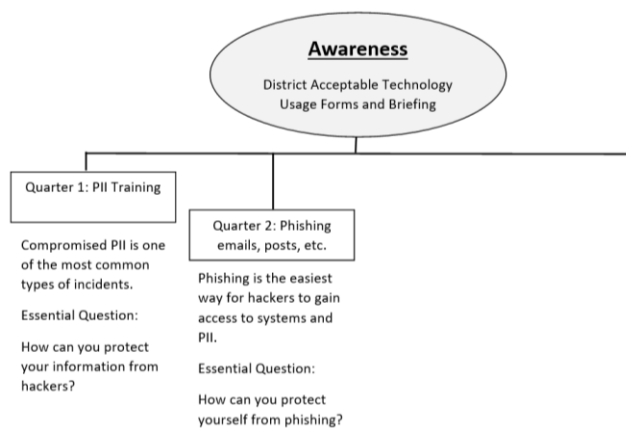 Awareness
District Acceptable Technology
Usage Forms and Briefing
Quarter 1: PII Training
Compromised PII is one
of the most common
types of incidents.
Essential Question:
How can you protect
your information from
hackers?
Quarter 2: Phishing
emails, posts, etc.
Phishing is the easiest
way for hackers to gain
access to systems and
PII.
Essential Question:
How can you protect
yourself from phishing?